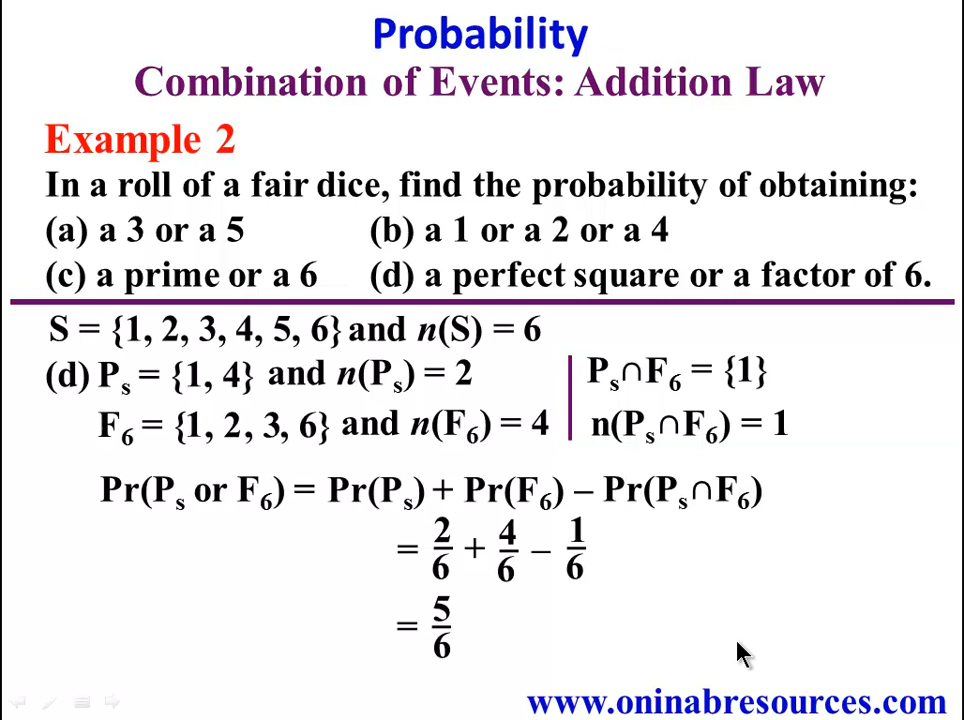 Probability
Combination of Events: Addition Law
Example 2
In a roll of a fair dice, find the probability of obtaining:
(a) a 3 or a 5 (b) a 1 or a 2 or a 4
(c) a prime or a 6 (d) a perfect square or a factor of 6.
S = {1, 2, 3, 4, 5, 6} and n(S) = 6
(d) Pₛ = {1, 4} and n(Pₛ) = 2
F₆ = {1, 2, 3, 6} and n(F₆) = 4
Pₛ∩F₆ = {1}
n(Pₛ∩F₆) = 1
Pr(Pₛ or F₆) = Pr(Pₛ) + Pr(F₆) – Pr(Pₛ∩F₆)
= 2/6 + 4/6 – 1/6
= 5/6
www.oninabresources.com